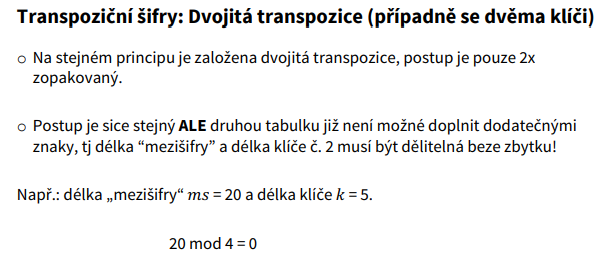 Transpoziční šifry: Dvojitá transpozice (případně se dvěma klíči)
○ Na stejném principu je založena dvojitá transpozice, postup je pouze 2x
zopakovaný.
○ Postup je sice stejný ALE druhou tabulku již není možné doplnit dodatečnými
znaky, tj délka “mezišifry” a délka klíče č. 2 musí být dělitelná beze zbytku!
Např.: délka „mezišifry“ ms = 20 a délka klíče k = 5.
20 mod 4 = 0